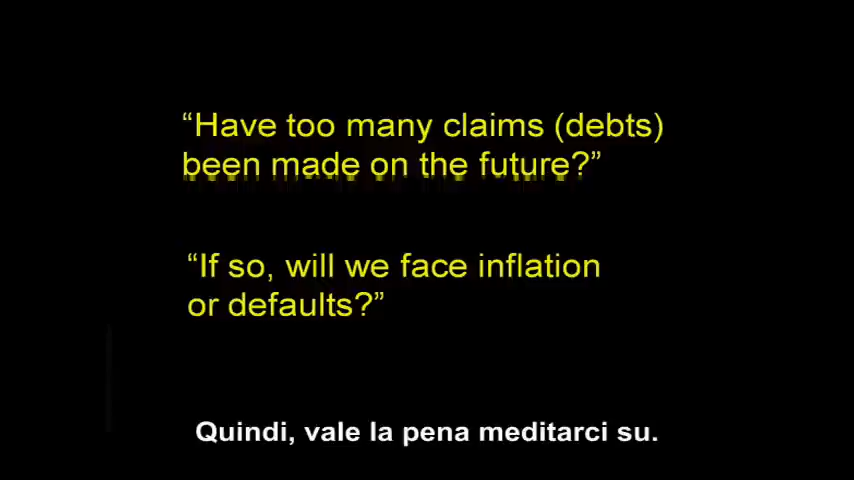 “Have too many claims (debts)
been made on the future?”
“If so, will we face inflation
or defaults?”
Quindi, vale la pena meditarci su.